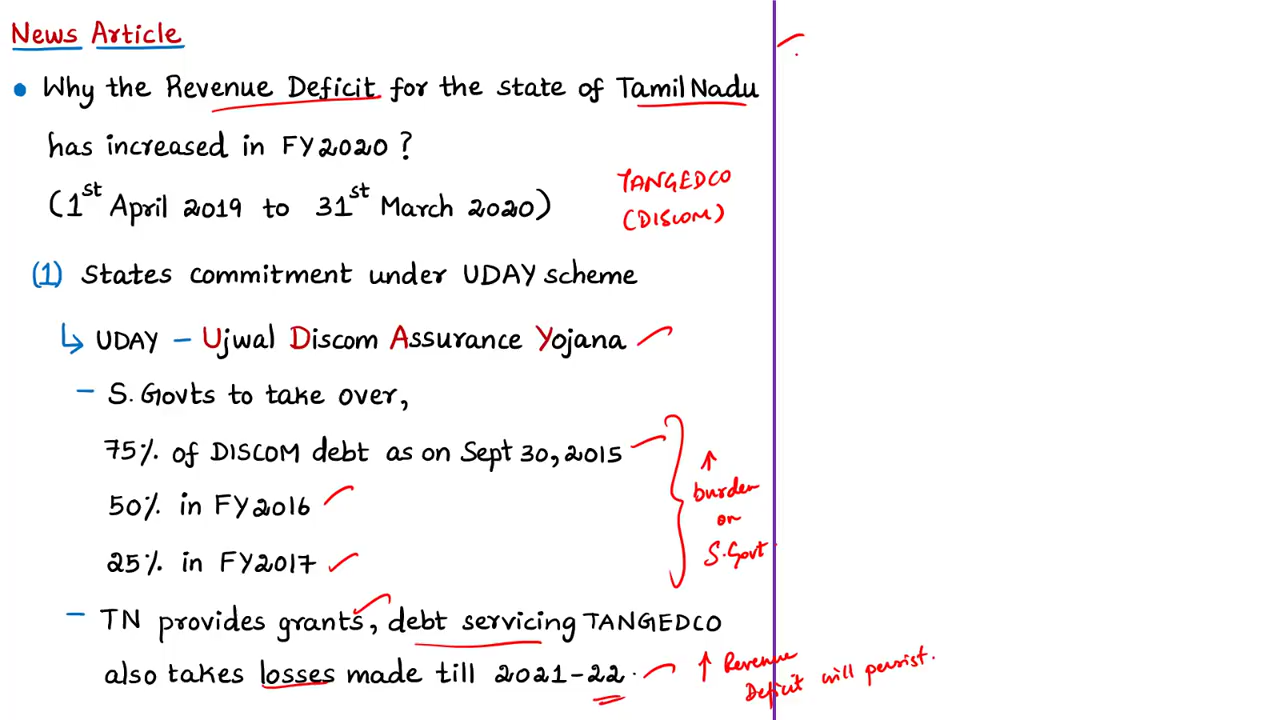 News Article
• Why the Revenue Deficit for the state of Tamil Nadu
has increased in FY2020 ?
(1st April 2019 to 31st March 2020)
TANGEDCO
(DISCOM)
(1) States commitment under UDAY scheme
↳ UDAY – Ujwal Discom Assurance Yojana
– S. Govts to take over,
75% of DISCOM debt as on Sept 30, 2015
50% in FY2016
25% in FY2017
↑
burden
on
S.Govt
– TN provides grants, debt servicing TANGEDCO
also takes losses made till 2021-22.
↑ Revenue
Deficit will persist.